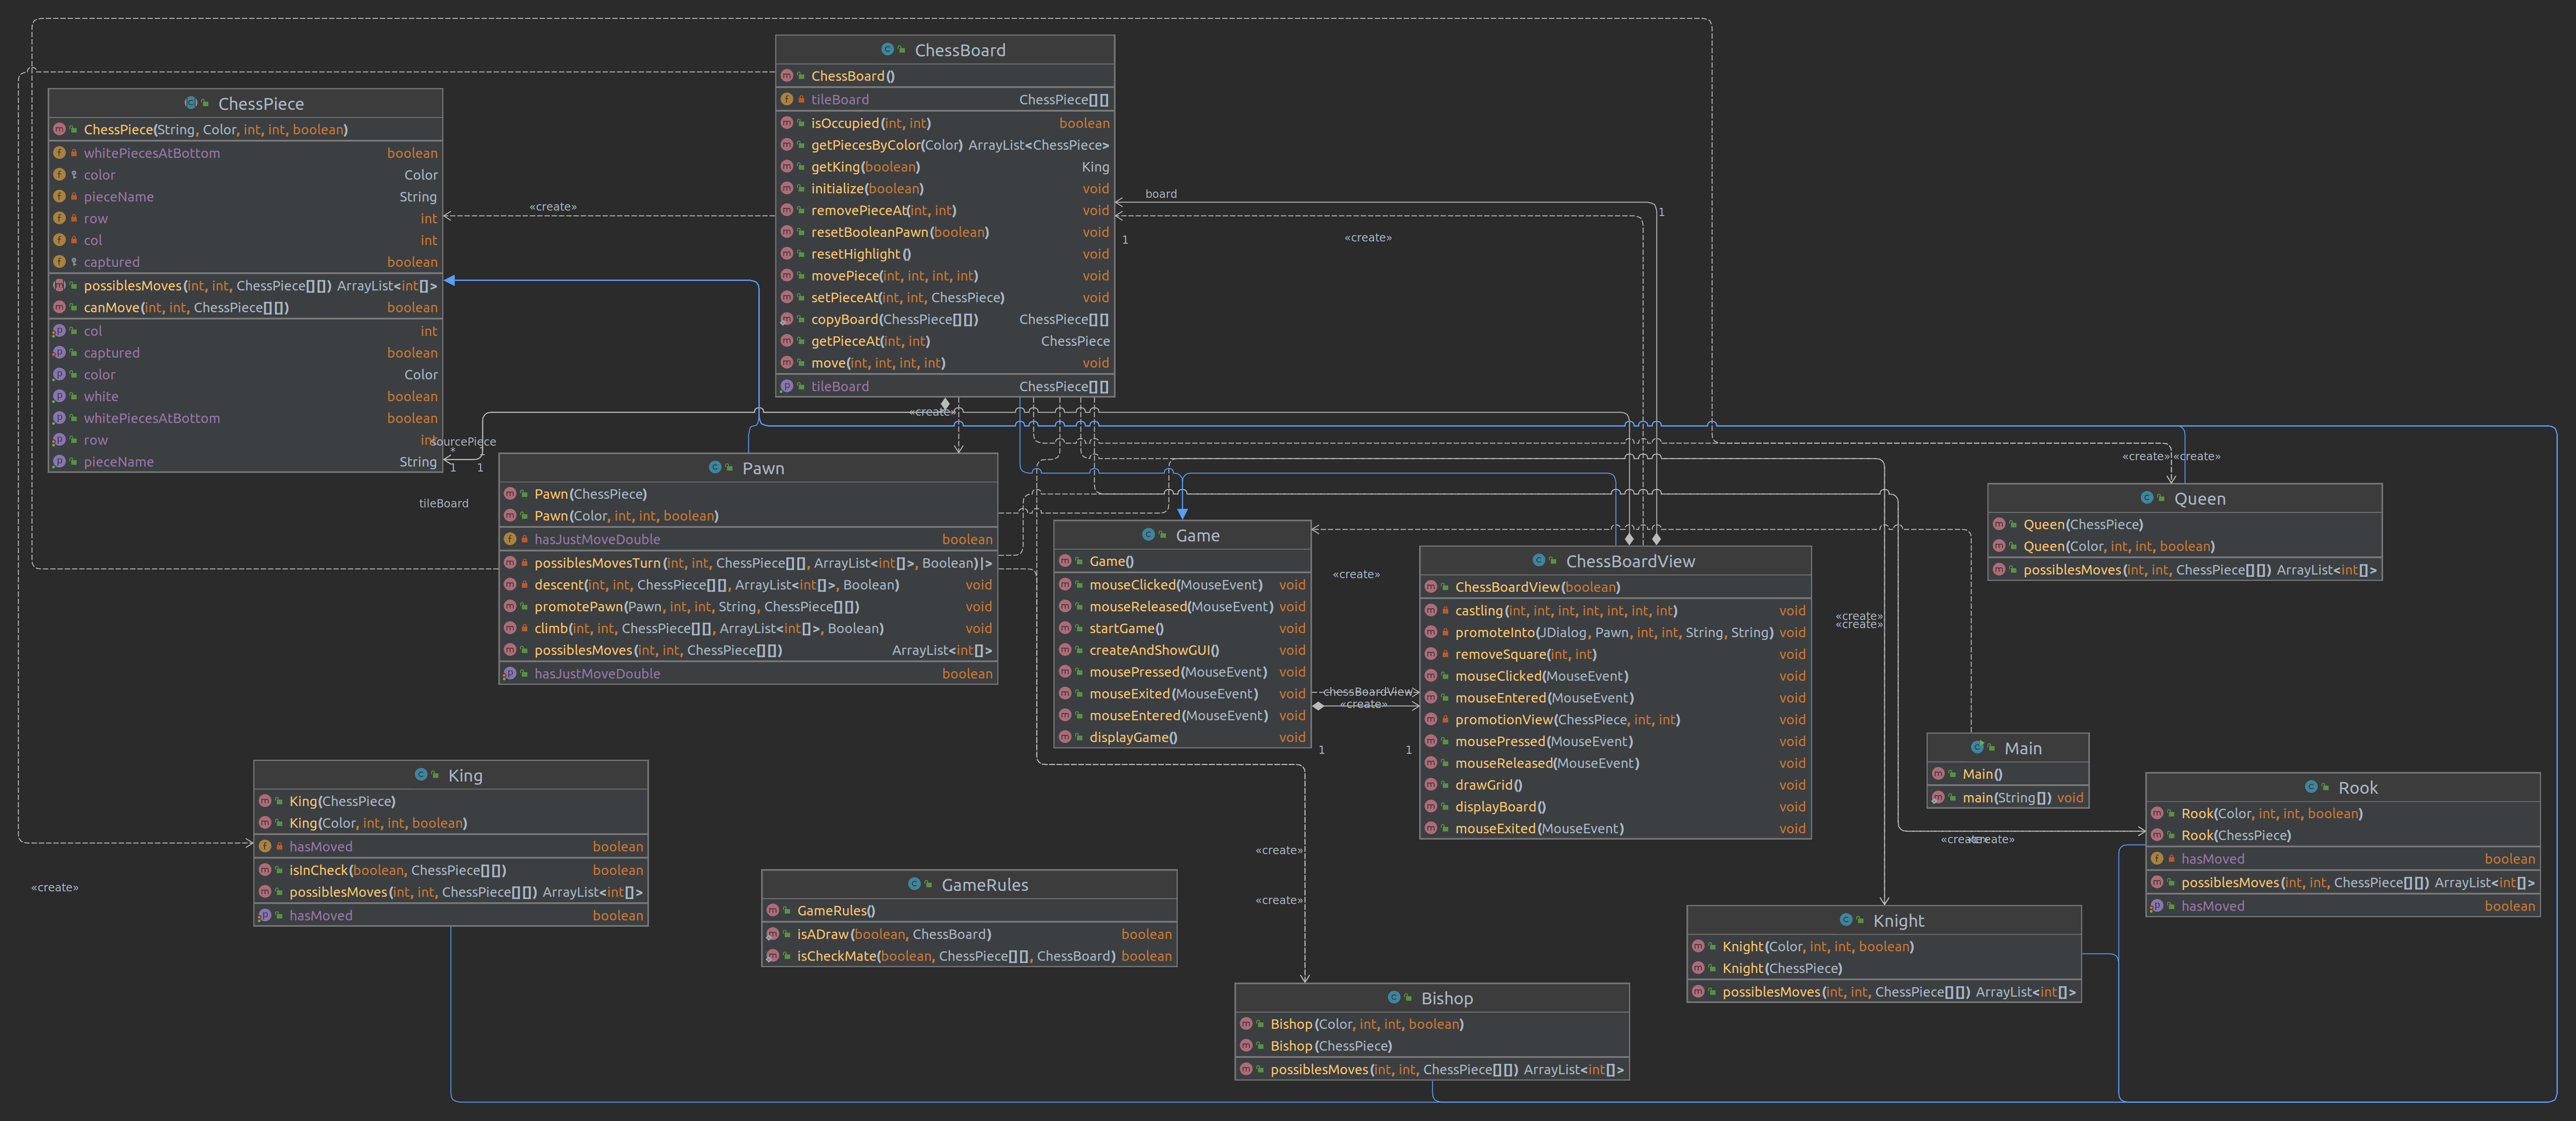 ChessBoard
ChessBoard()
tileBoard ChessPiece[][]
isOccupied(int, int) boolean
getPiecesByColor(Color) ArrayList<ChessPiece>
getKing(boolean) King
initialize(boolean) void
removePieceAt(int, int) void
resetBooleanPawn(boolean) void
resetHighlight() void
movePiece(int, int, int, int) void
setPieceAt(int, int, ChessPiece) void
copyBoard(ChessPiece[][]) ChessPiece[][]
getPieceAt(int, int) ChessPiece
move(int, int, int, int) void
tileBoard ChessPiece[][]
ChessPiece
ChessPiece(String, Color, int, int, boolean)
whitePiecesAtBottom boolean
color Color
pieceName String
row int
col int
captured boolean
possiblesMoves(int, int, ChessPiece[][]) ArrayList<int[]>
canMove(int, int, ChessPiece[][]) boolean
col int
captured boolean
color Color
white boolean
whitePiecesAtBottom boolean
row int
pieceName String
«create»
board
1
1
«create»
«create»
sourcePiece
*
1
1
1
tileBoard
Pawn
Pawn(ChessPiece)
Pawn(Color, int, int, boolean)
hasJustMoveDouble boolean
possiblesMovesTurn(int, int, ChessPiece[][], ArrayList<int[]>, Boolean)
descent(int, int, ChessPiece[][], ArrayList<int[]>, Boolean) void
promotePawn(Pawn, int, int, String, ChessPiece[][]) void
climb(int, int, ChessPiece[][], ArrayList<int[]>, Boolean) void
possiblesMoves(int, int, ChessPiece[][]) ArrayList<int[]>
hasJustMoveDouble boolean
Game
Game()
mouseClicked(MouseEvent) void
mouseReleased(MouseEvent) void
startGame() void
createAndShowGUI() void
mousePressed(MouseEvent) void
mouseExited(MouseEvent) void
mouseEntered(MouseEvent) void
displayGame() void
«create»
chessBoardView
«create»
1
1
ChessBoardView
ChessBoardView(boolean)
castling(int, int, int, int, int, int, int) void
promoteInto(JDialog, Pawn, int, int, String, String) void
removeSquare(int, int) void
mouseClicked(MouseEvent) void
mouseEntered(MouseEvent) void
promotionView(ChessPiece, int, int) void
mousePressed(MouseEvent) void
mouseReleased(MouseEvent) void
drawGrid() void
displayBoard() void
mouseExited(MouseEvent) void
«create» «create»
Queen
Queen(ChessPiece)
Queen(Color, int, int, boolean)
possiblesMoves(int, int, ChessPiece[][]) ArrayList<int[]>
«create»
«create»
Main
Main()
main(String[]) void
King
King(ChessPiece)
King(Color, int, int, boolean)
hasMoved boolean
isInCheck(boolean, ChessPiece[][]) boolean
possiblesMoves(int, int, ChessPiece[][]) ArrayList<int[]>
hasMoved boolean
«create»
Rook
Rook(Color, int, int, boolean)
Rook(ChessPiece)
hasMoved boolean
possiblesMoves(int, int, ChessPiece[][]) ArrayList<int[]>
hasMoved boolean
«create» «create»
«create»
«create»
GameRules
GameRules()
isADraw(boolean, ChessBoard) boolean
isCheckMate(boolean, ChessPiece[][], ChessBoard) boolean
Knight
Knight(Color, int, int, boolean)
Knight(ChessPiece)
possiblesMoves(int, int, ChessPiece[][]) ArrayList<int[]>
Bishop
Bishop(Color, int, int, boolean)
Bishop(ChessPiece)
possiblesMoves(int, int, ChessPiece[][]) ArrayList<int[]>